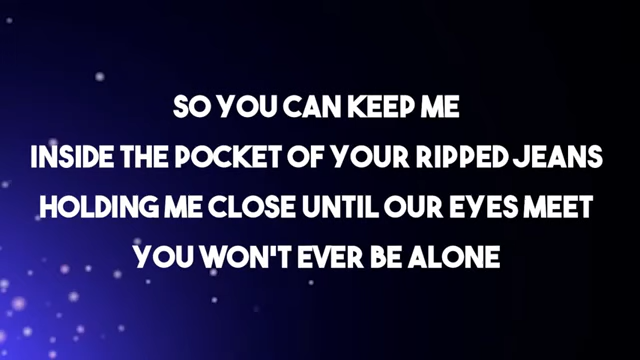 SO YOU CAN KEEP ME
INSIDE THE POCKET OF YOUR RIPPED JEANS
HOLDING ME CLOSE UNTIL OUR EYES MEET
YOU WON'T EVER BE ALONE